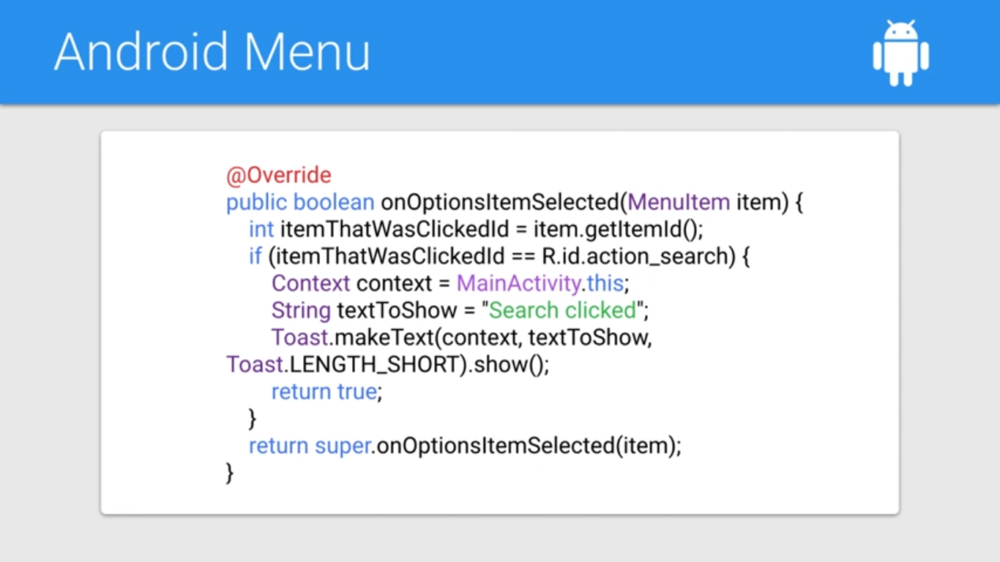 Android Menu
@Override
public boolean onOptionsItemSelected(MenuItem item) {
int itemThatWasClickedId = item.getItemId();
if (itemThatWasClickedId == R.id.action_search) {
Context context = MainActivity.this;
String textToShow = "Search clicked";
Toast.makeText(context, textToShow,
Toast.LENGTH_SHORT).show();
return true;
}
return super.onOptionsItemSelected(item);
}